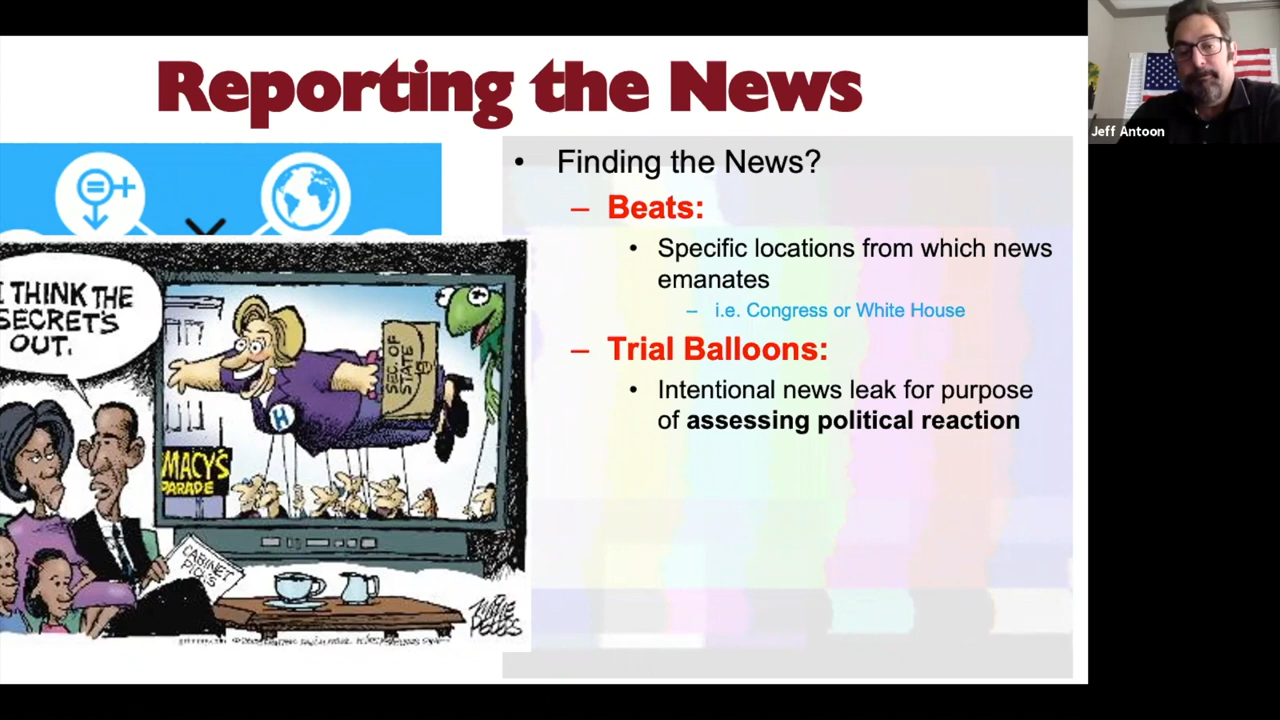 Reporting the News
Jeff Antoon
• Finding the News?
– Beats:
• Specific locations from which news
emanates
– i.e. Congress or White House
– Trial Balloons:
• Intentional news leak for purpose
of assessing political reaction
I THINK THE
SECRET'S
OUT.
SEC. OF
STATE
H
MACY'S
PARADE
CABINET
PICKS
MIKE
PETERS